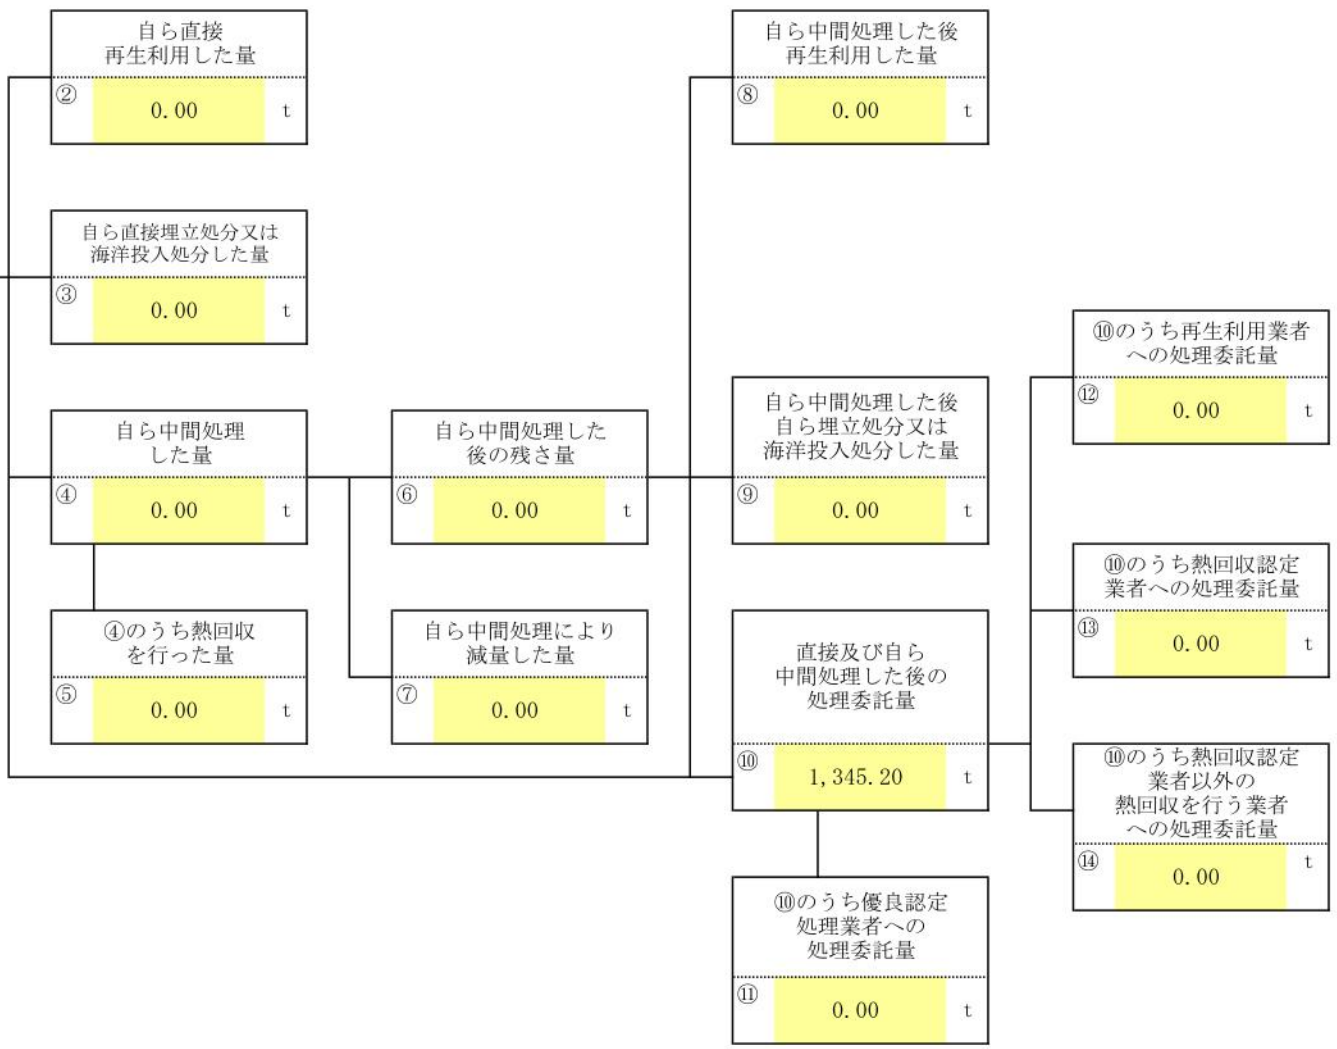 自ら直接
再生利用した量
②
0.00
t
自ら直接埋立処分又は
海洋投入処分した量
③
0.00
t
自ら中間処理
した量
④
0.00
t
④のうち熱回収
を行った量
⑤
0.00
t
自ら中間処理した
後の残さ量
⑥
0.00
t
自ら中間処理により
減量した量
⑦
0.00
t
自ら中間処理した後
再生利用した量
⑧
0.00
t
自ら中間処理した後
自ら埋立処分又は
海洋投入処分した量
⑨
0.00
t
直接及び自ら
中間処理した後の
処理委託量
⑩
1,345.20
t
⑩のうち優良認定
処理業者への
処理委託量
⑪
0.00
t
⑩のうち再生利用業者
への処理委託量
⑫
0.00
t
⑩のうち熱回収認定
業者への処理委託量
⑬
0.00
t
⑩のうち熱回収認定
業者以外の
熱回収を行う業者
への処理委託量
⑭
0.00
t